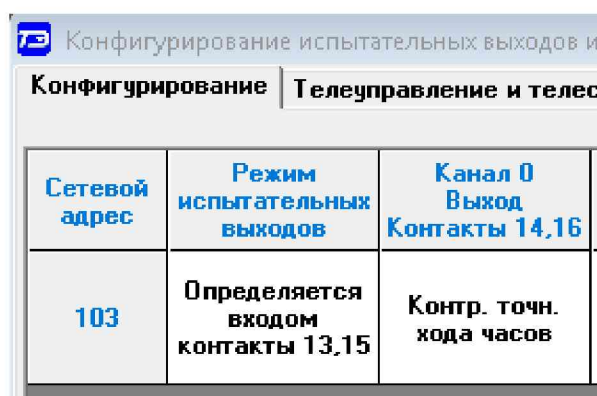 ТЭ Конфигурирование испытательных выходов и
Конфигурирование Телеуправление и телес
Сетевой
адрес
Режим
испытательных
выходов
Канал 0
Выход
Контакты 14,16
103
Определяется
входом
контакты 13,15
Контр. точн.
хода часов